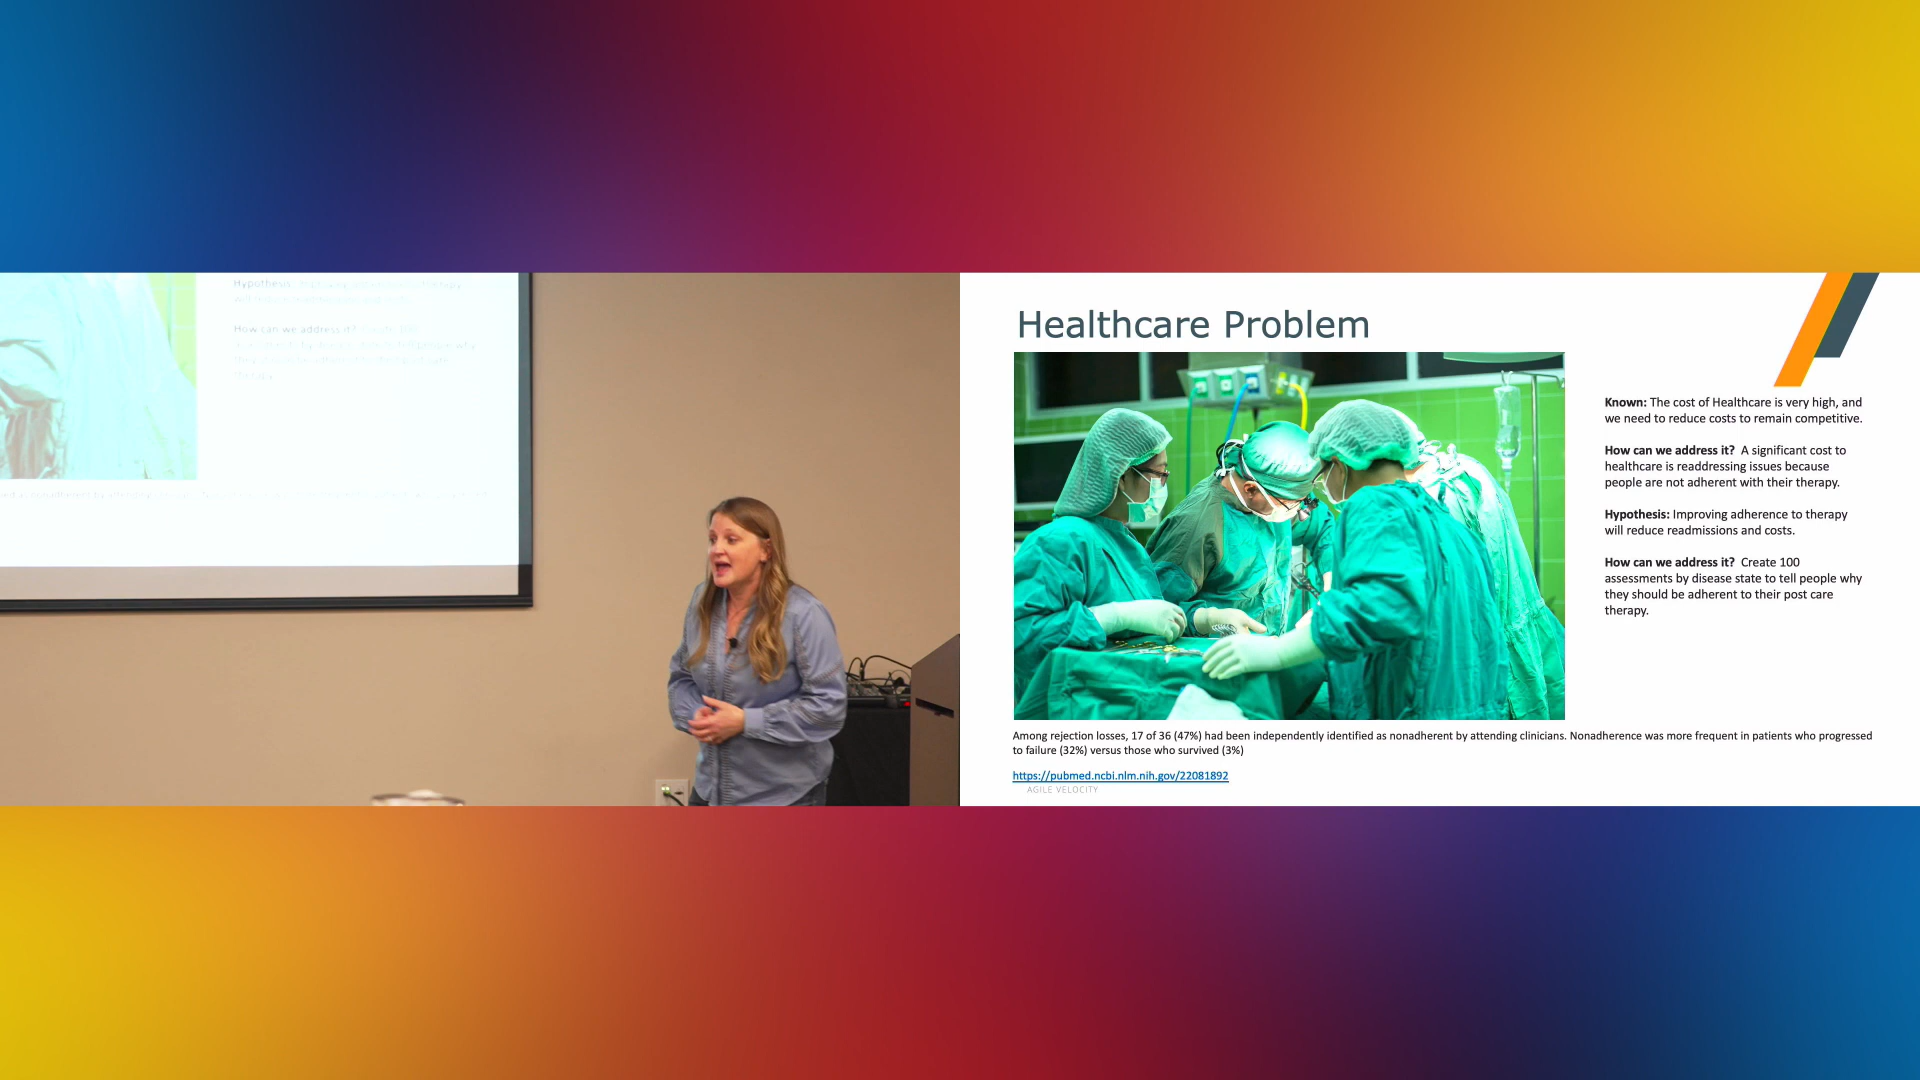 Hypothesis:
How can we address it?
Healthcare Problem
Known: The cost of Healthcare is very high, and
we need to reduce costs to remain competitive.
How can we address it? A significant cost to
healthcare is readdressing issues because
people are not adherent with their therapy.
Hypothesis: Improving adherence to therapy
will reduce readmissions and costs.
How can we address it? Create 100
assessments by disease state to tell people why
they should be adherent to their post care
therapy.
Among rejection losses, 17 of 36 (47%) had been independently identified as nonadherent by attending clinicians. Nonadherence was more frequent in patients who progressed
to failure (32%) versus those who survived (3%)
https://pubmed.ncbi.nlm.nih.gov/22081892
AGILE VELOCITY